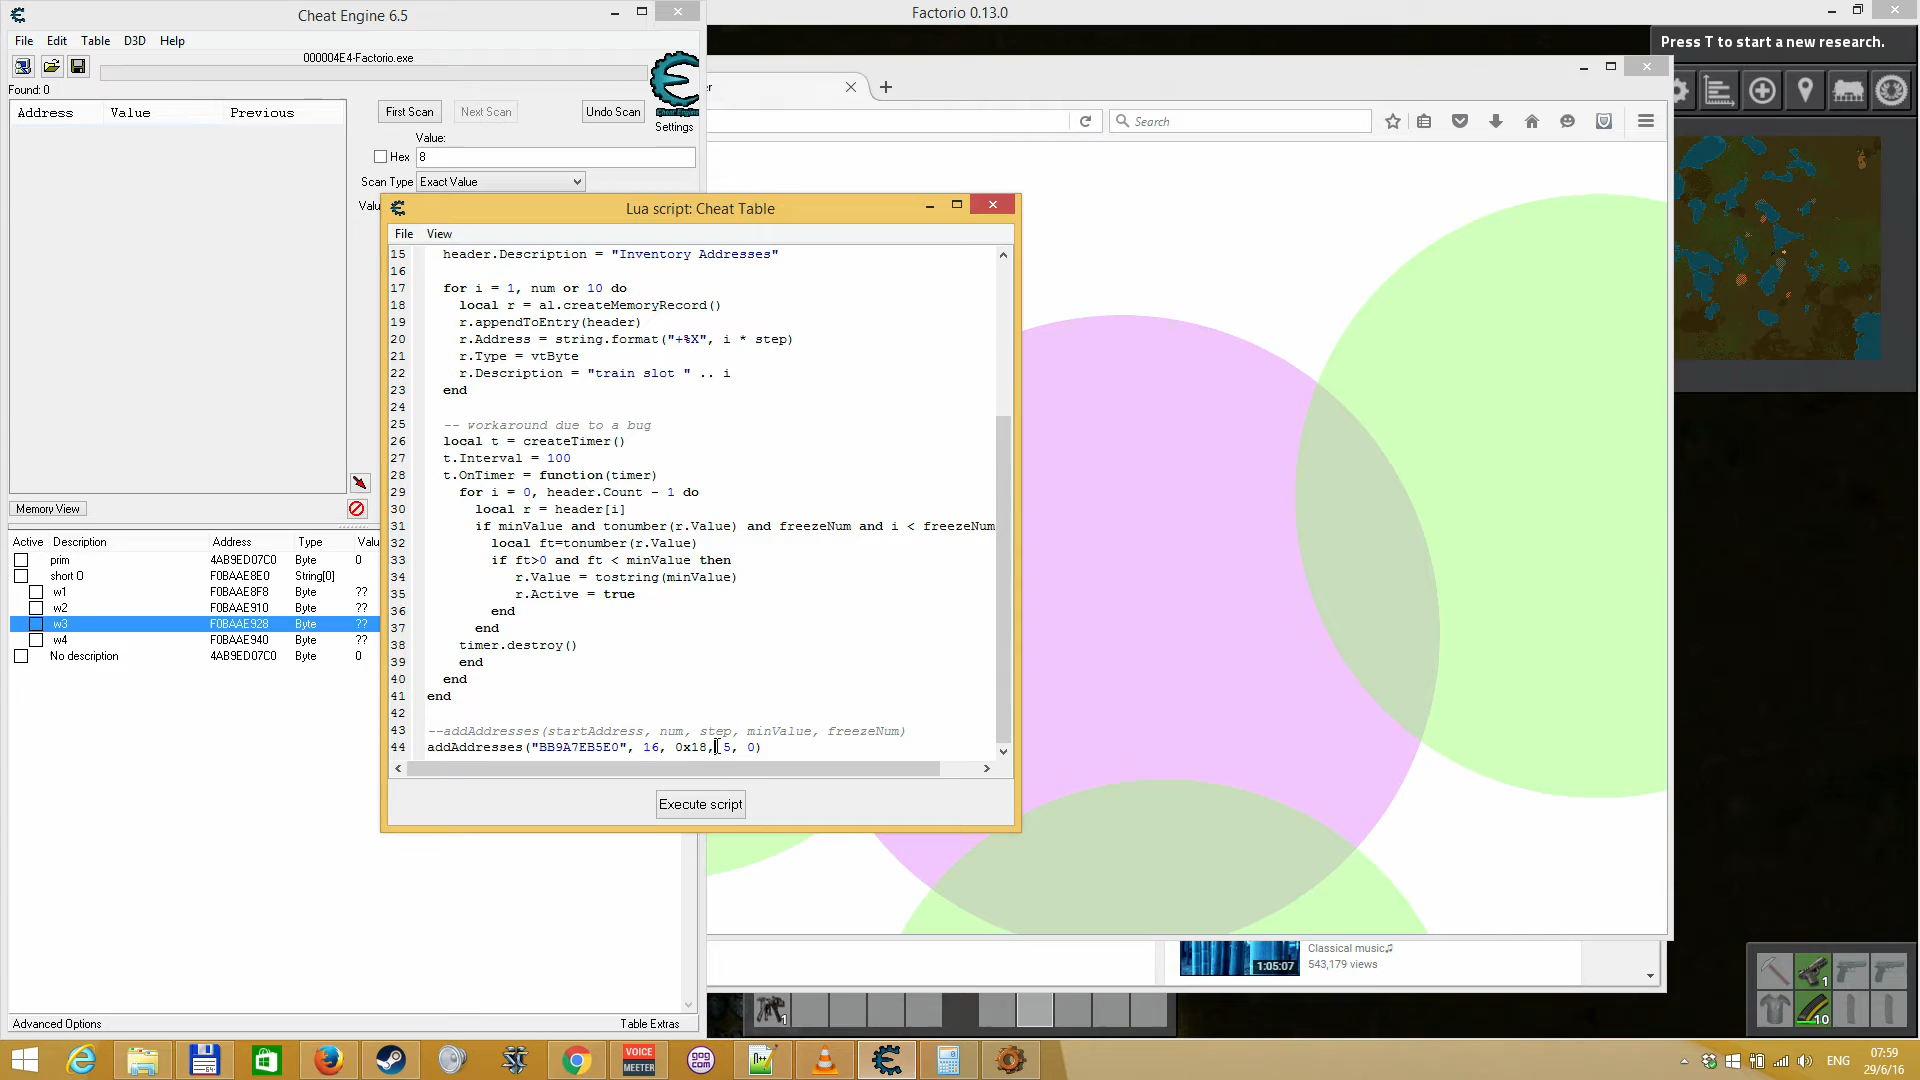 Cheat Engine 6.5
File Edit Table D3D Help
000004E4-Factorio.exe
Found: 0
Address Value Previous
First Scan Next Scan Undo Scan
Settings
Value:
Hex 8
Scan Type Exact Value
Valu
Memory View
Active Description Address Type Valu
prim 4AB9ED07C0 Byte 0
short 0 F0BAAE8E0 String[0]
w1 F0BAAE8F8 Byte ??
w2 F0BAAE910 Byte ??
w3 F0BAAE928 Byte ??
w4 F0BAAE940 Byte ??
No description 4AB9ED07C0 Byte 0
Advanced Options Table Extras
Lua script: Cheat Table
File View
15 header.Description = "Inventory Addresses"
16
17 for i = 1, num or 10 do
18 local r = al.createMemoryRecord()
19 r.appendToEntry(header)
20 r.Address = string.format("+%X", i * step)
21 r.Type = vtByte
22 r.Description = "train slot " .. i
23 end
24
25 -- workaround due to a bug
26 local t = createTimer()
27 t.Interval = 100
28 t.OnTimer = function(timer)
29 for i = 0, header.Count - 1 do
30 local r = header[i]
31 if minValue and tonumber(r.Value) and freezeNum and i < freezeNum
32 local ft=tonumber(r.Value)
33 if ft>0 and ft < minValue then
34 r.Value = tostring(minValue)
35 r.Active = true
36 end
37 end
38 timer.destroy()
39 end
40 end
41 end
42
43 --addAddresses(startAddress, num, step, minValue, freezeNum)
44 addAddresses("BB9A7EB5E0", 16, 0x18, 5, 0)
Execute script
Factorio 0.13.0
Press T to start a new research.
er
Search
1:05:07
Classical music♫
543,179 views
1
1
10
VOICE MEETER
gog com
64
ENG
07:59
29/6/16